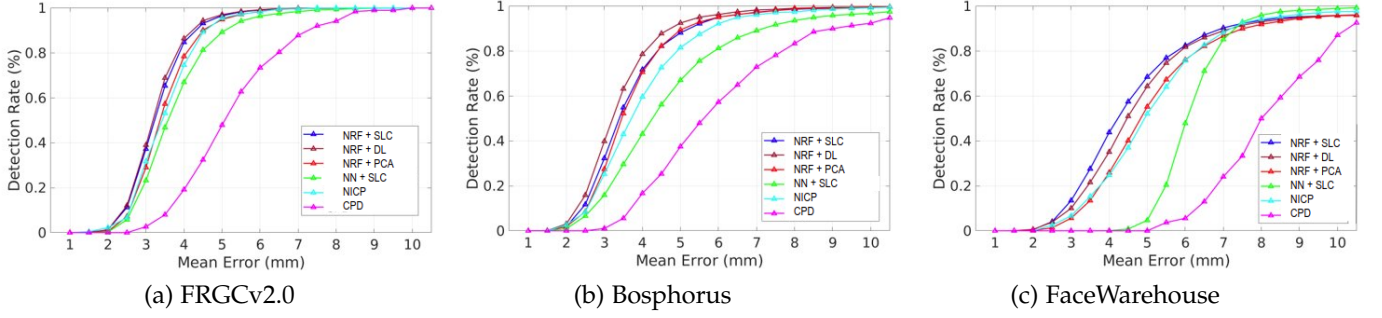 Detection Rate (%)
1
0.8
0.6
0.4
0.2
0
NRF + SLC
NRF + DL
NRF + PCA
NN + SLC
NICP
CPD
1 2 3 4 5 6 7 8 9 10
Mean Error (mm)
(a) FRGCv2.0
Detection Rate (%)
1
0.8
0.6
0.4
0.2
0
NRF + SLC
NRF + DL
NRF + PCA
NN + SLC
NICP
CPD
1 2 3 4 5 6 7 8 9 10
Mean Error (mm)
(b) Bosphorus
Detection Rate (%)
1
0.8
0.6
0.4
0.2
0
NRF + SLC
NRF + DL
NRF + PCA
NN + SLC
NICP
CPD
1 2 3 4 5 6 7 8 9 10
Mean Error (mm)
(c) FaceWarehouse